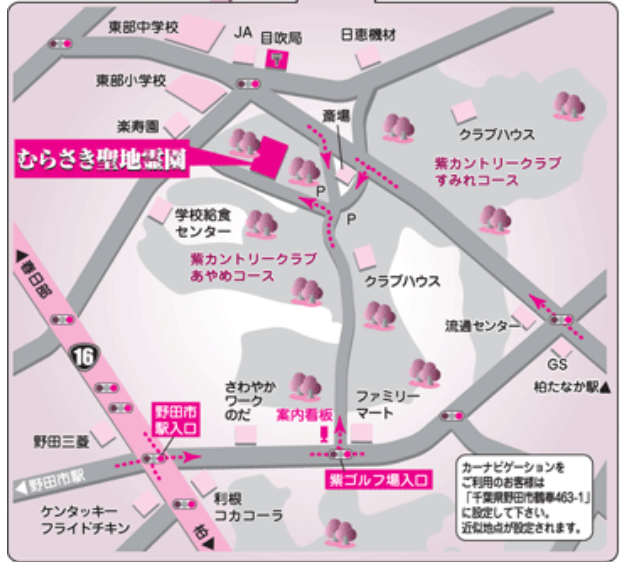 東部中学校
JA
目吹局
日恵機材
東部小学校
斎場
クラブハウス
楽寿園
むらさき聖地霊園
紫カントリークラブ
すみれコース
P
P
学校給食
センター
紫カントリークラブ
あやめコース
クラブハウス
春日部
流通センター
16
GS
柏たなか駅▲
さわやか
ワーク
のだ
ファミリー
マート
案内看板
野田市
駅入口
野田三菱
野田市駅
紫ゴルフ場入口
利根
コカコーラ
ケンタッキー
フライドチキン
柏
カーナビゲーションを
ご利用のお客様は
「千葉県野田市鶴奉463-1」
に設定して下さい。
近似地点が設定されます。